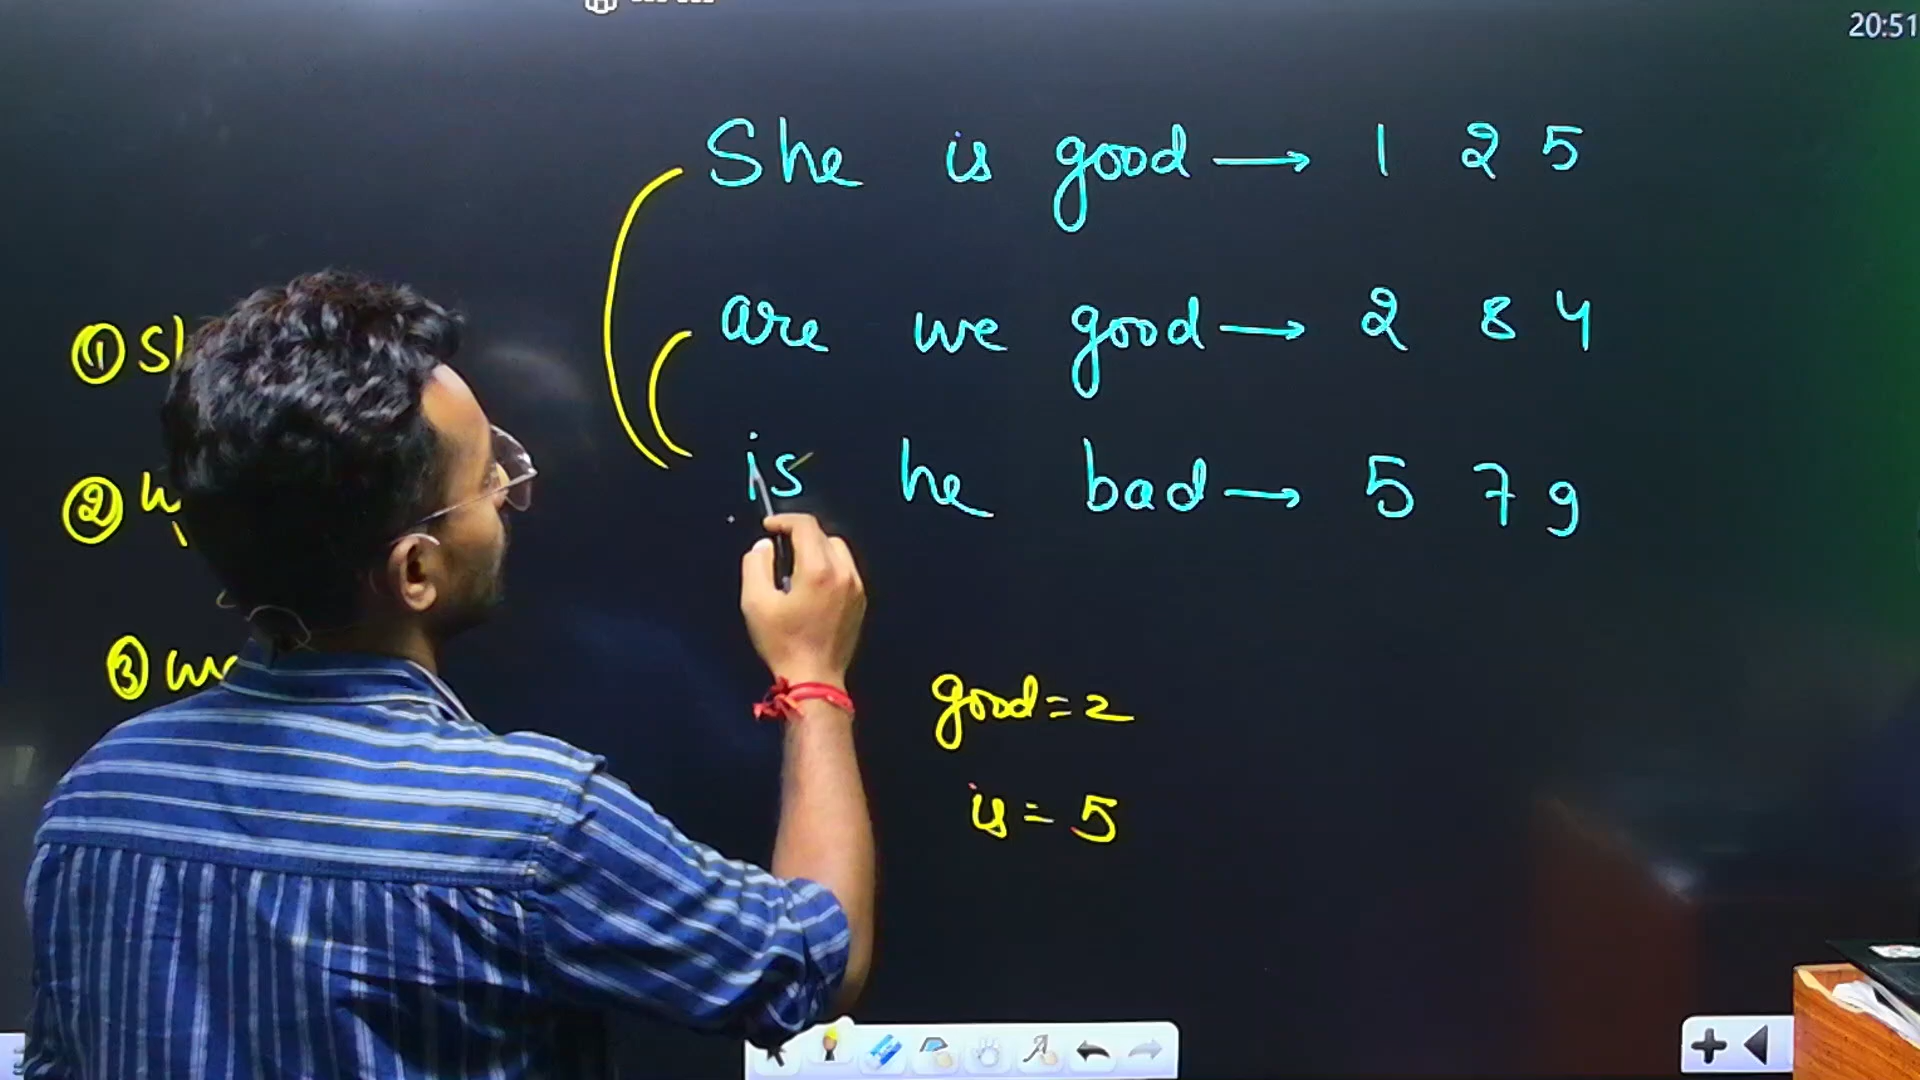 20:51
She is good → 1 2 5
are we good → 2 8 4
is he bad → 5 7 9
①
②
③
good = 2
is = 5